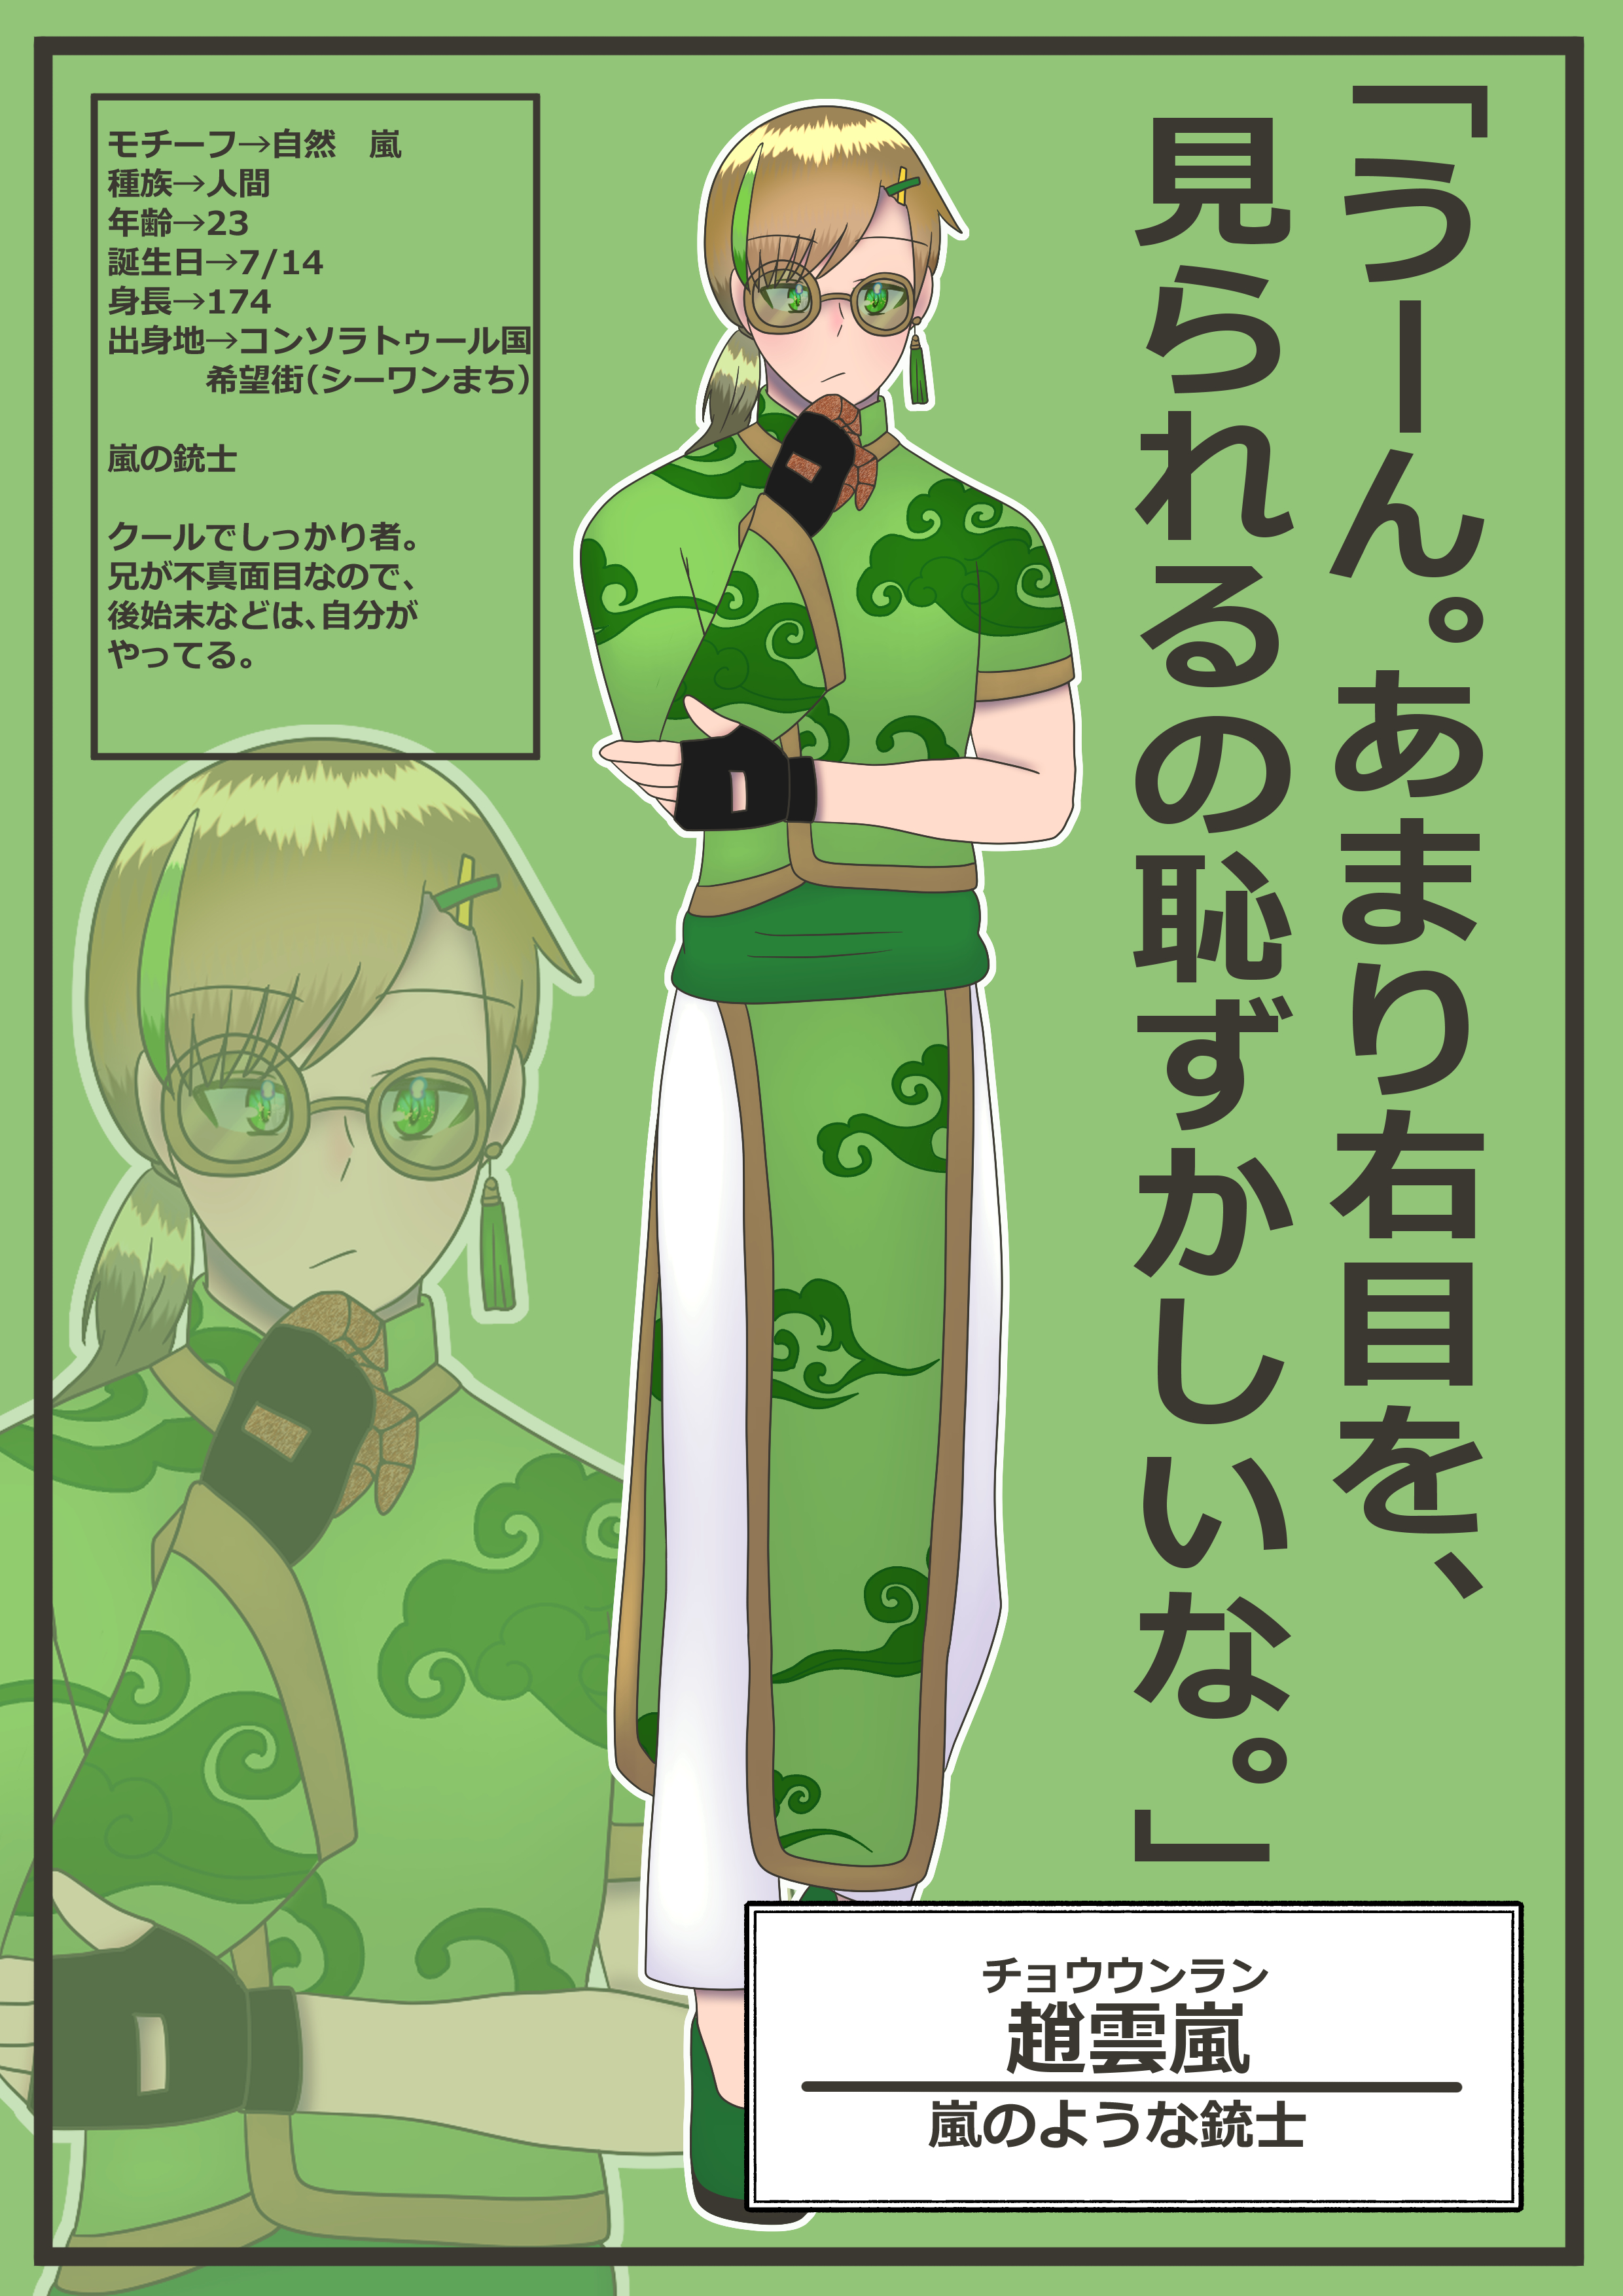 「うーん。あまり右目を、
見られるの恥ずかしいな。」
モチーフ→自然　嵐
種族→人間
年齢→23
誕生日→7/14
身長→174
出身地→コンソラトゥール国
希望街（シーワンまち）
嵐の銃士
クールでしっかり者。
兄が不真面目なので、
後始末などは、自分が
やってる。
チョウウンラン
趙雲嵐
嵐のような銃士